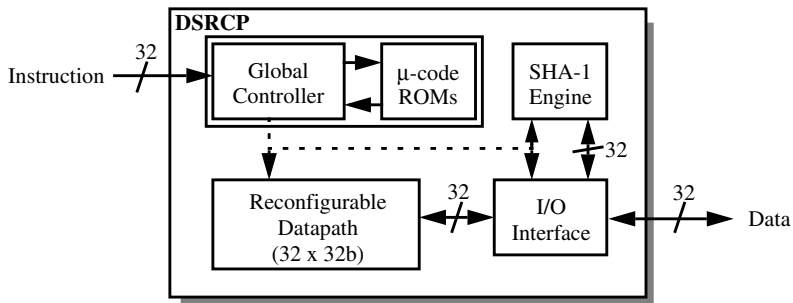 DSRCP
32
Instruction
Global
Controller
μ-code
ROMs
SHA-1
Engine
32
Reconfigurable
Datapath
(32 x 32b)
32
I/O
Interface
32
Data